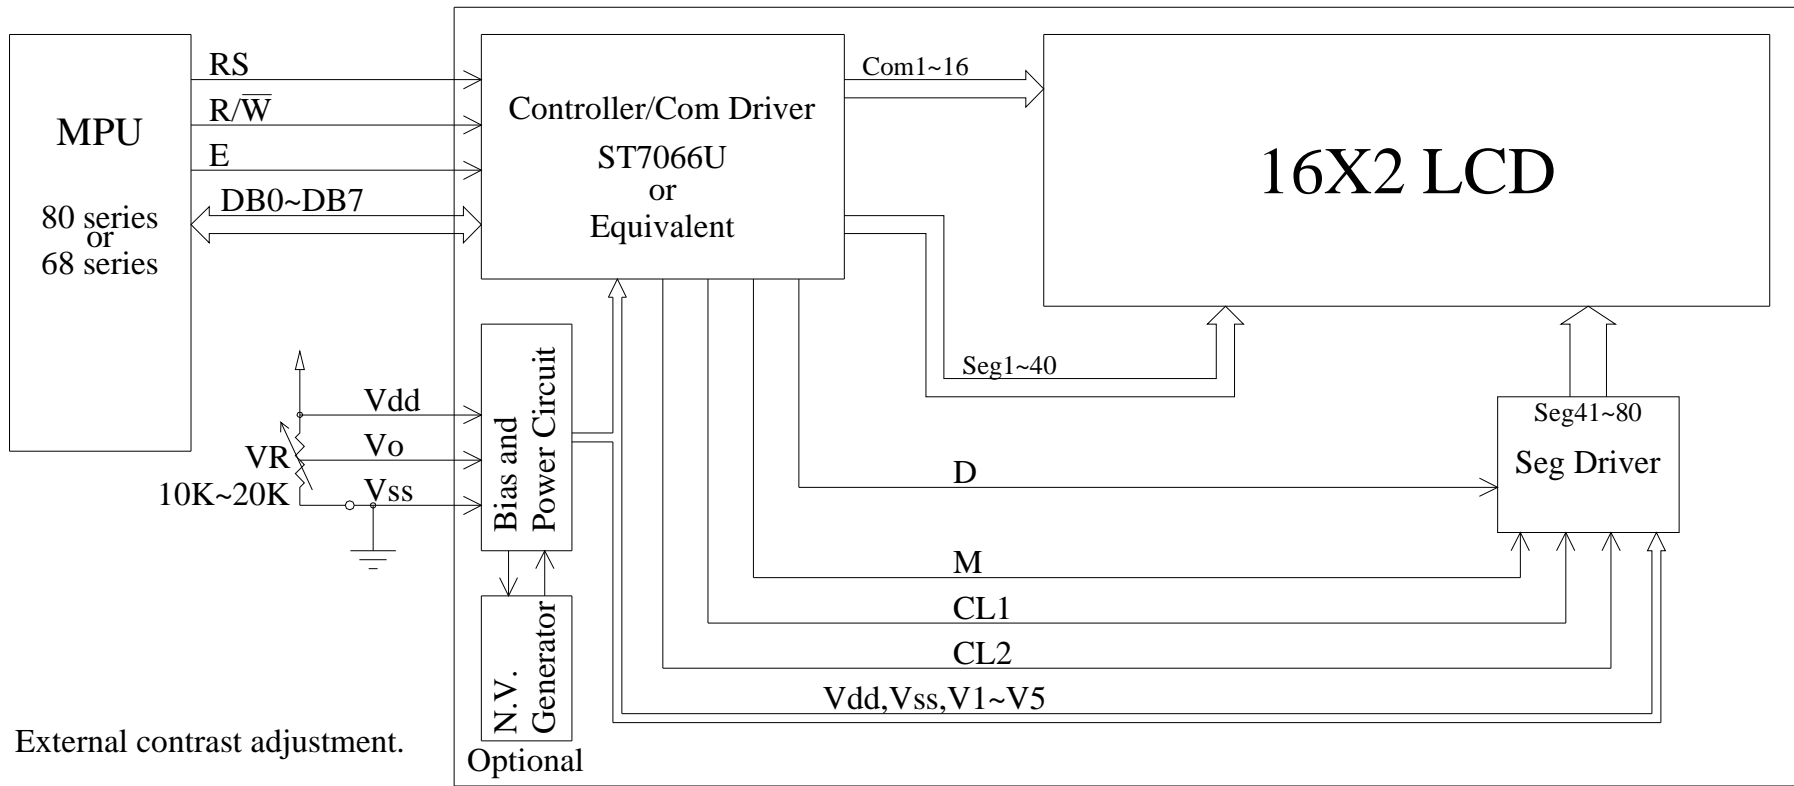 MPU
80 series
or
68 series
RS
R/W̅
E
DB0~DB7
Controller/Com Driver
ST7066U
or
Equivalent
Com1~16
16X2 LCD
Seg1~40
Seg41~80
Seg Driver
Vdd
Vo
Vss
VR
10K~20K
Bias and
Power Circuit
N.V.
Generator
Optional
D
M
CL1
CL2
Vdd,Vss,V1~V5
External contrast adjustment.